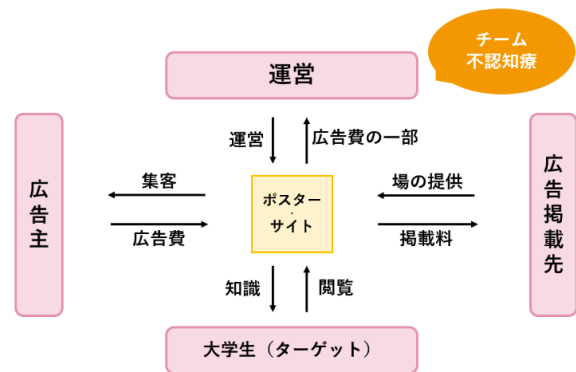 チーム
不認知療
運営
運営
広告費の一部
広告主
集客
広告費
ポスター
・
サイト
場の提供
掲載料
広告掲載先
知識
閲覧
大学生（ターゲット）